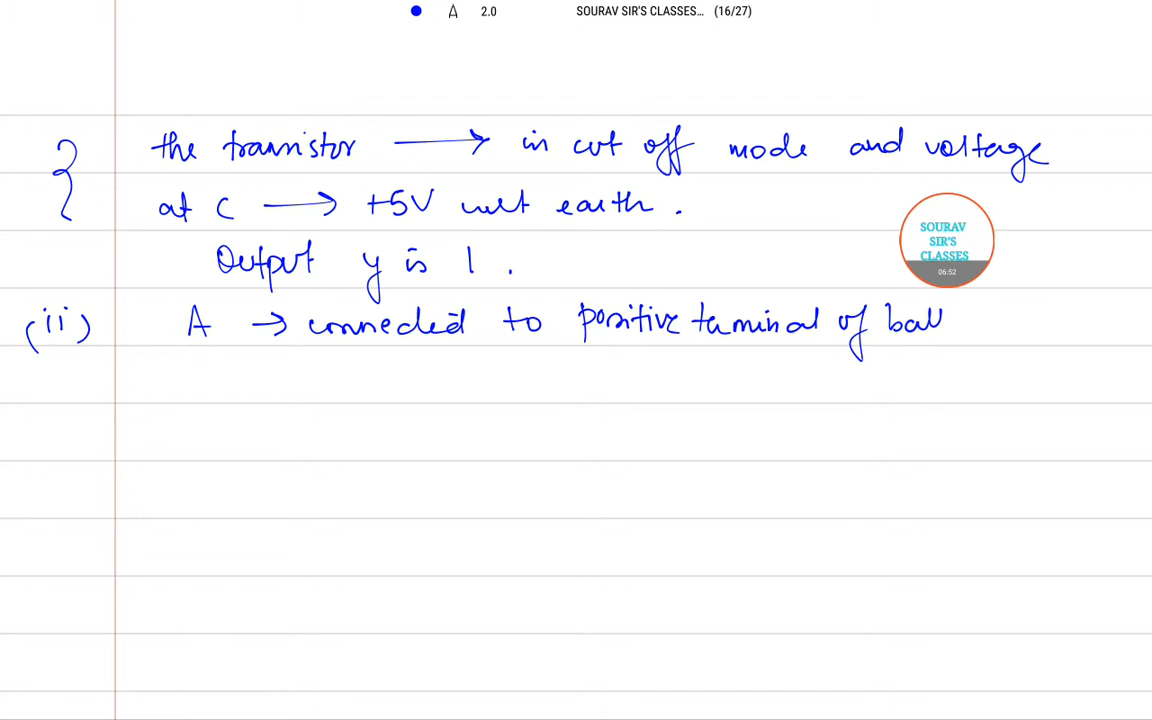 A 2.0 SOURAV SIR'S CLASSES... (16/27)
the transistor → in cut off mode and voltage
at C → +5V wrt earth.
SOURAV
SIR'S
CLASSES
06:52
Output y is 1.
(ii) A → connected to positive terminal of batt